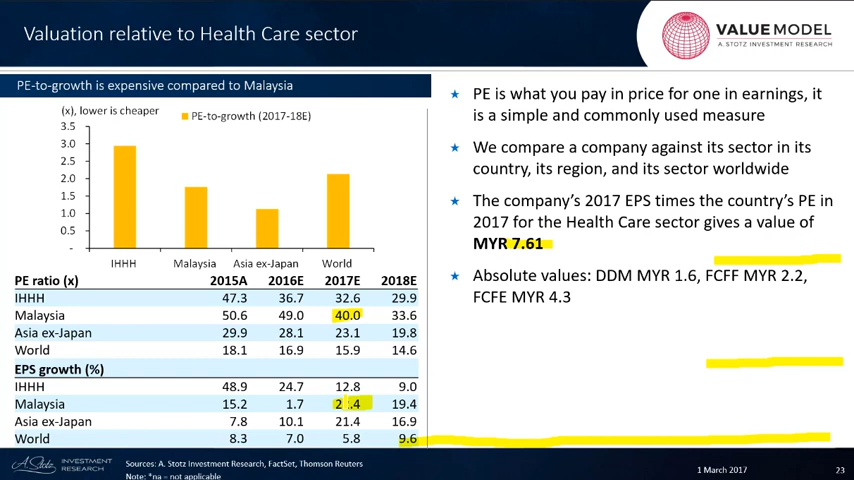 Valuation relative to Health Care sector
VALUE MODEL
A. STOTZ INVESTMENT RESEARCH
PE-to-growth is expensive compared to Malaysia
(x), lower is cheaper
PE-to-growth (2017-18E)
3.5
3.0
2.5
2.0
1.5
1.0
0.5
-
IHHH Malaysia Asia ex-Japan World
PE ratio (x) 2015A 2016E 2017E 2018E
IHHH 47.3 36.7 32.6 29.9
Malaysia 50.6 49.0 40.0 33.6
Asia ex-Japan 29.9 28.1 23.1 19.8
World 18.1 16.9 15.9 14.6
EPS growth (%)
IHHH 48.9 24.7 12.8 9.0
Malaysia 15.2 1.7 19.4
Asia ex-Japan 7.8 10.1 21.4 16.9
World 8.3 7.0 5.8 9.6
PE is what you pay in price for one in earnings, it
is a simple and commonly used measure
We compare a company against its sector in its
country, its region, and its sector worldwide
The company's 2017 EPS times the country's PE in
2017 for the Health Care sector gives a value of
MYR 7.61
Absolute values: DDM MYR 1.6, FCFF MYR 2.2,
FCFE MYR 4.3
A. Stotz INVESTMENT
RESEARCH
Sources: A. Stotz Investment Research, FactSet, Thomson Reuters
Note: *na = not applicable
1 March 2017
23